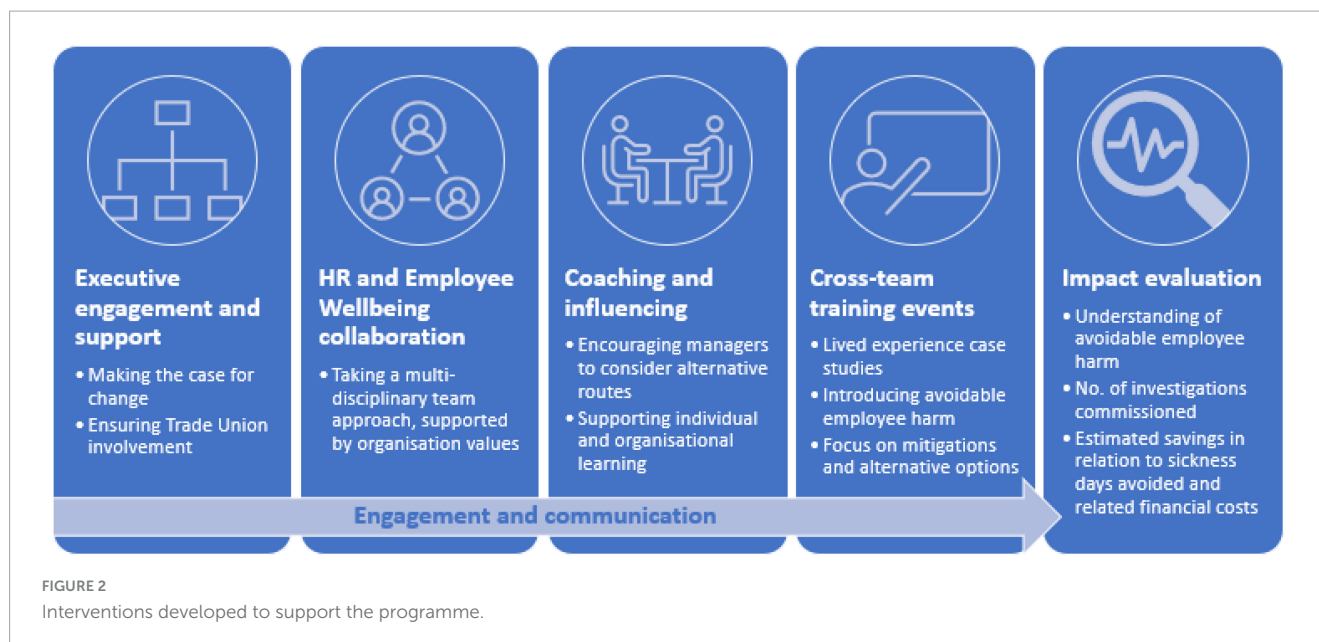 Executive
engagement and
support
• Making the case for
change
• Ensuring Trade Union
involvement
HR and Employee
Wellbeing
collaboration
• Taking a multi-
disciplinary team
approach, supported
by organisation values
Coaching and
influencing
• Encouraging managers
to consider alternative
routes
• Supporting individual
and organisational
learning
Cross-team
training events
• Lived experience case
studies
• Introducing avoidable
employee harm
• Focus on mitigations
and alternative options
Impact evaluation
• Understanding of
avoidable employee
harm
• No. of investigations
commissioned
• Estimated savings in
relation to sickness
days avoided and
related financial costs
Engagement and communication
FIGURE 2
Interventions developed to support the programme.